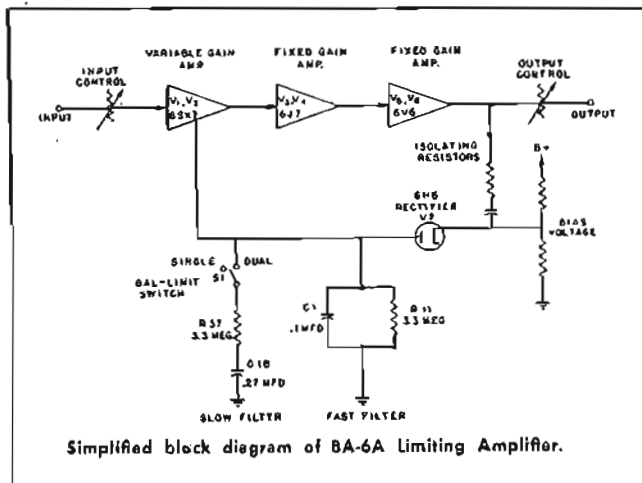 VARIABLE GAIN
AMP.
FIXED GAIN
AMP.
FIXED GAIN
AMP.
INPUT
CONTROL
OUTPUT
CONTROL
V1, V2
6SK7
V3, V4
6J7
V5, V6
6V6
INPUT
OUTPUT
ISOLATING
RESISTORS
B+
6H6
RECTIFIER
BIAS
VOLTAGE
SINGLE
DUAL
S1
BAL-LIMIT
SWITCH
R37
3.3 MEG
C18
.27 MFD
SLOW FILTER
.1 MFD
3.3 MEG
FAST FILTER
Simplified block diagram of BA-6A Limiting Amplifier.